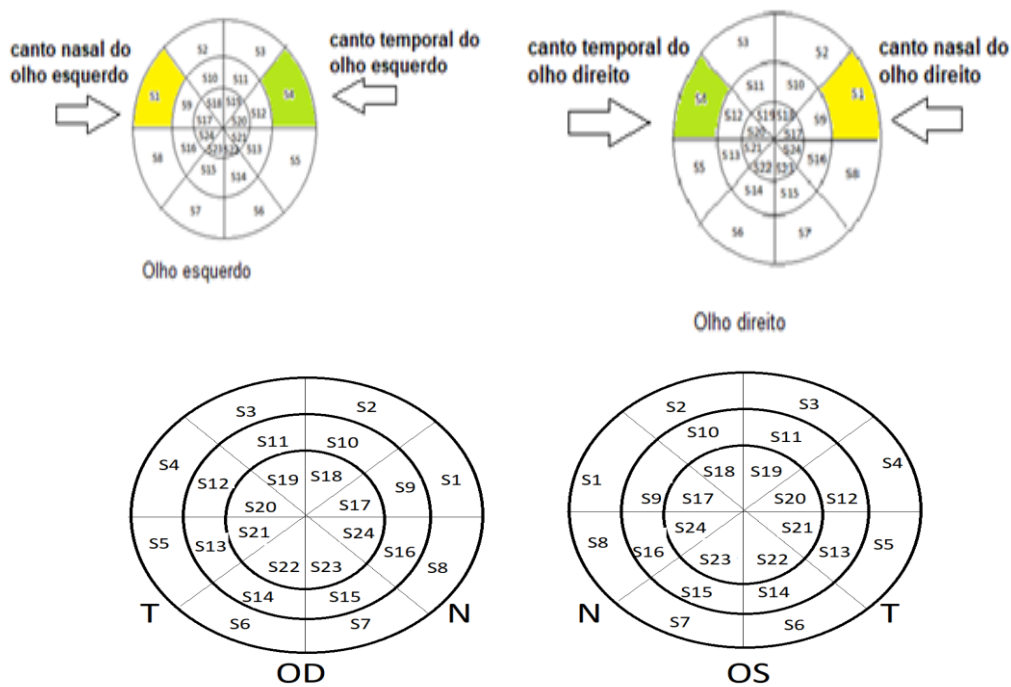 canto nasal do
olho esquerdo
canto temporal do
olho esquerdo
S2 S3
S10 S11
S1 S9 S18 S19 S12 S4
S17 S20
S24 S21
S8 S16 S23 S13 S5
S15 S14
S7 S6
Olho esquerdo
canto temporal do
olho direito
canto nasal do
olho direito
S3 S2
S11 S10
S12 S19 S18 S9 S1
S20 S17
S21 S24
S5 S13 S16 S8
S22
S14 S15
S6 S7
Olho direito
S3 S2
S11 S10
S4 S12 S19 S18 S9 S1
S20 S17
S21 S24
S5 S13 S16 S8
S22 S23
S14 S15
S6 S7
T N
OD
S2 S3
S10 S11
S1 S9 S18 S19 S12 S4
S17 S20
S24 S21
S8 S16 S13 S5
S23 S22
S15 S14
S7 S6
N T
OS